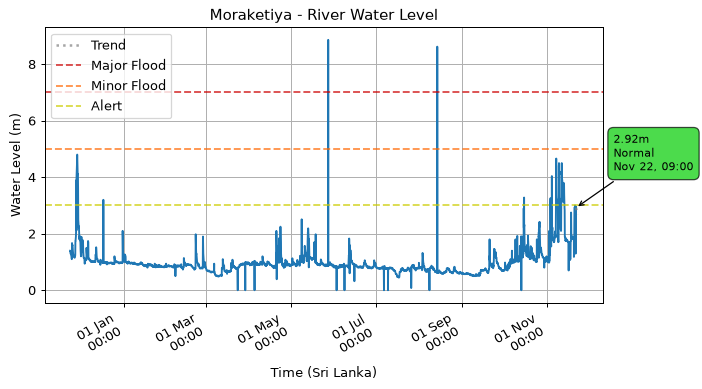 Moraketiya - River Water Level
Trend
Major Flood
Minor Flood
Alert
2.92m
Normal
Nov 22, 09:00
Water Level (m)
8
6
4
2
0
01 Jan
00:00
01 Mar
00:00
01 May
00:00
01 Jul
00:00
01 Sep
00:00
01 Nov
00:00
Time (Sri Lanka)